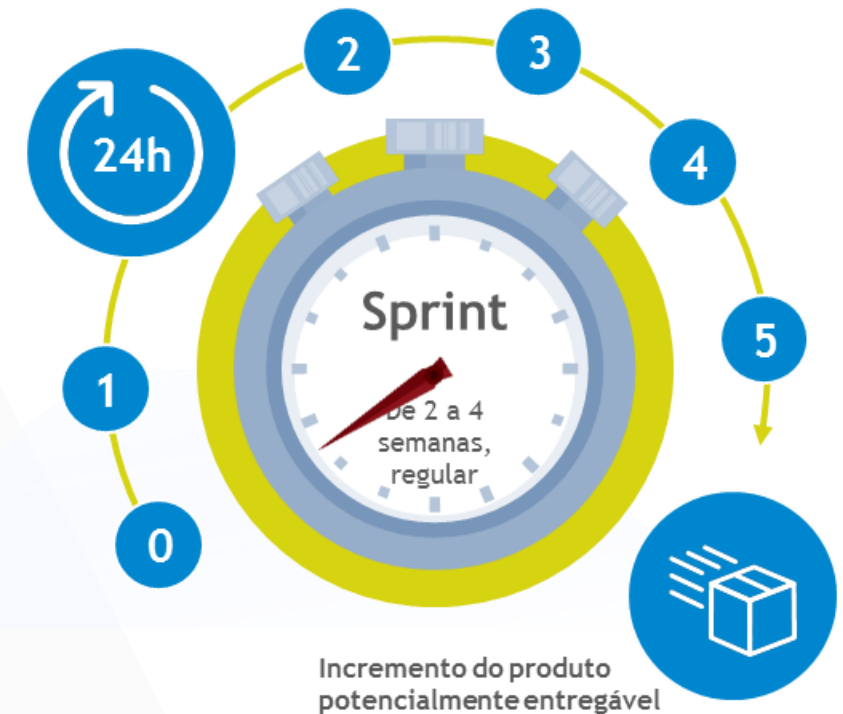 2
3
24h
4
Sprint
5
1
De 2 a 4
semanas,
regular
0
Incremento do produto
potencialmente entregável